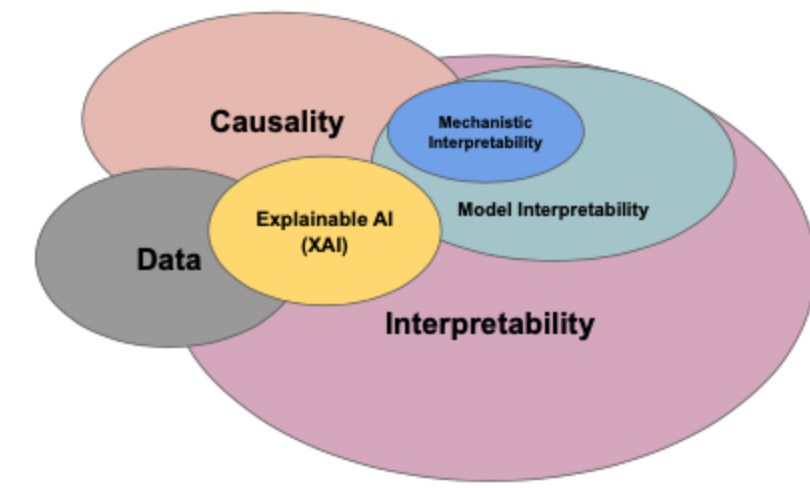 Causality
Mechanistic
Interpretability
Model Interpretability
Explainable AI
(XAI)
Data
Interpretability